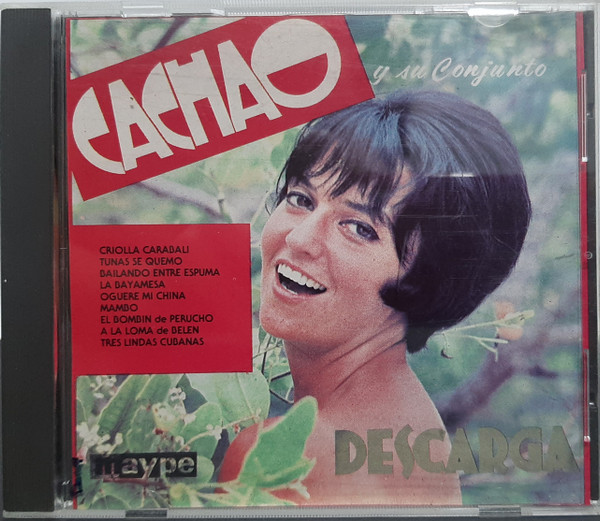 CACHAO
y su Conjunto
CRIOLLA CARABALI
TUNAS SE QUEMO
BAILANDO ENTRE ESPUMA
LA BAYAMESA
OGUERE MI CHINA
MAMBO
EL BOMBIN de PERUCHO
A LA LOMA de BELEN
TRES LINDAS CUBANAS
maype
DESCARGA